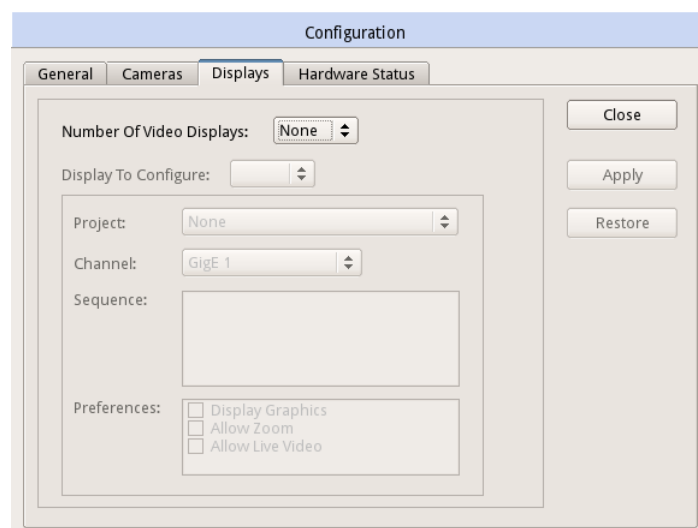 Configuration
General Cameras Displays Hardware Status
Number Of Video Displays: None
Close
Display To Configure:
Apply
Project: None
Restore
Channel: GigE 1
Sequence:
Preferences:
Display Graphics
Allow Zoom
Allow Live Video